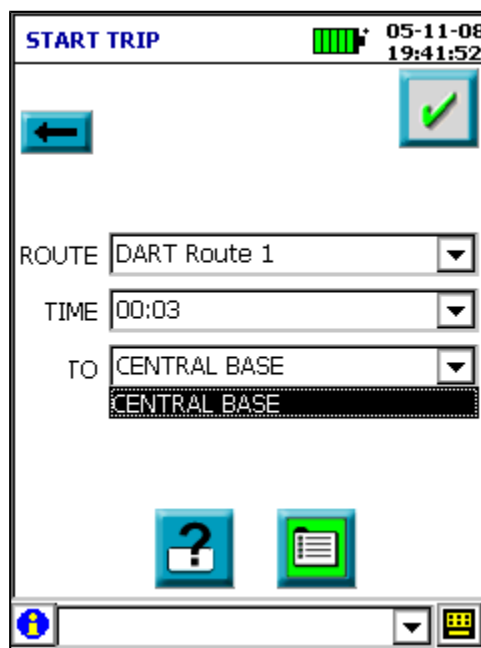 START TRIP
05-11-08
19:41:52
ROUTE DART Route 1
TIME 00:03
TO CENTRAL BASE
CENTRAL BASE
?
i